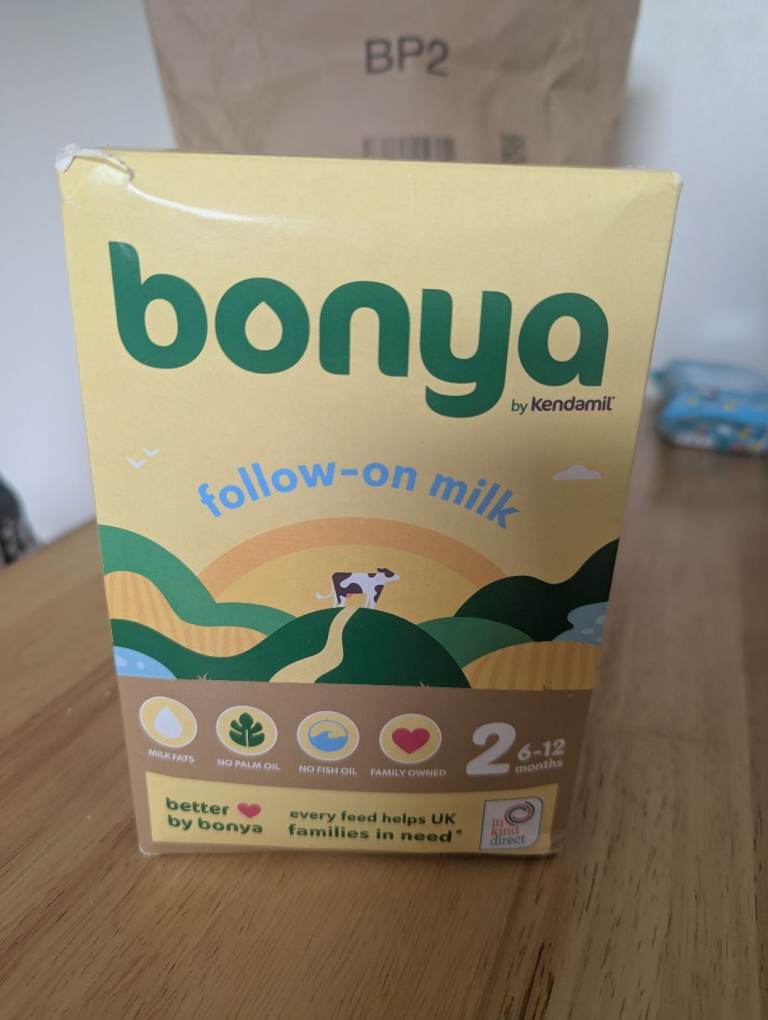 BP2
bonya
by Kendamil
follow-on milk
MILK FATS
NO PALM OIL
NO FISH OIL
FAMILY OWNED
2 6-12
months
better
by bonya
every feed helps UK
families in need*
in
kind
direct